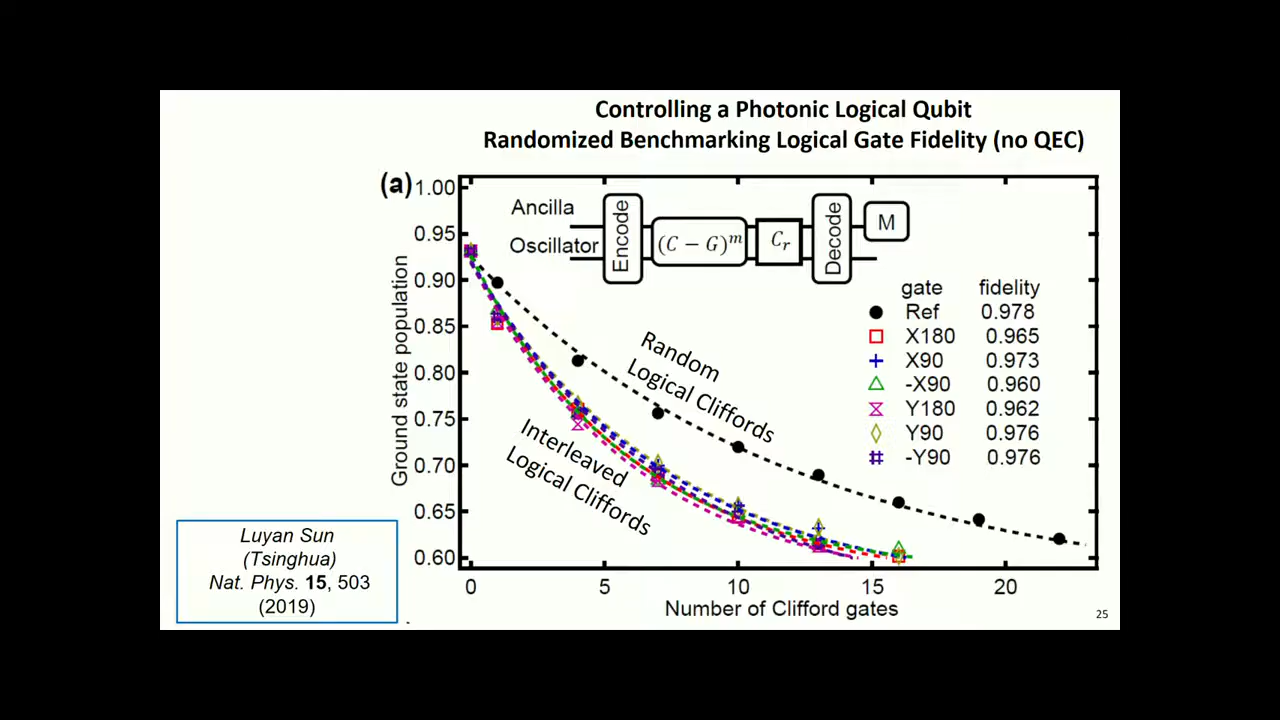 Controlling a Photonic Logical Qubit
Randomized Benchmarking Logical Gate Fidelity (no QEC)
(a)
1.00
0.95
0.90
0.85
0.80
0.75
0.70
0.65
0.60
Ground state population
Ancilla
Oscillator
Encode
(C − G)^m
C_r
Decode
M
gate fidelity
Ref 0.978
X180 0.965
X90 0.973
-X90 0.960
Y180 0.962
Y90 0.976
-Y90 0.976
Random
Logical Cliffords
Interleaved
Logical Cliffords
0 5 10 15 20
Number of Clifford gates
Luyan Sun
(Tsinghua)
Nat. Phys. 15, 503
(2019)
25